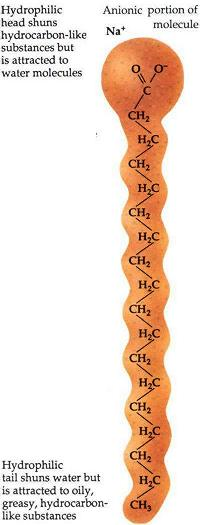 Hydrophilic
head shuns
hydrocarbon-like
substances but
is attracted to
water molecules
Anionic portion of
molecule
Na⁺
O O⁻
C
CH₂
H₂C
CH₂
H₂C
CH₂
H₂C
CH₂
H₂C
CH₂
H₂C
CH₂
H₂C
CH₂
H₂C
CH₂
H₂C
CH₃
Hydrophilic
tail shuns water but
is attracted to oily,
greasy, hydrocarbon-
like substances